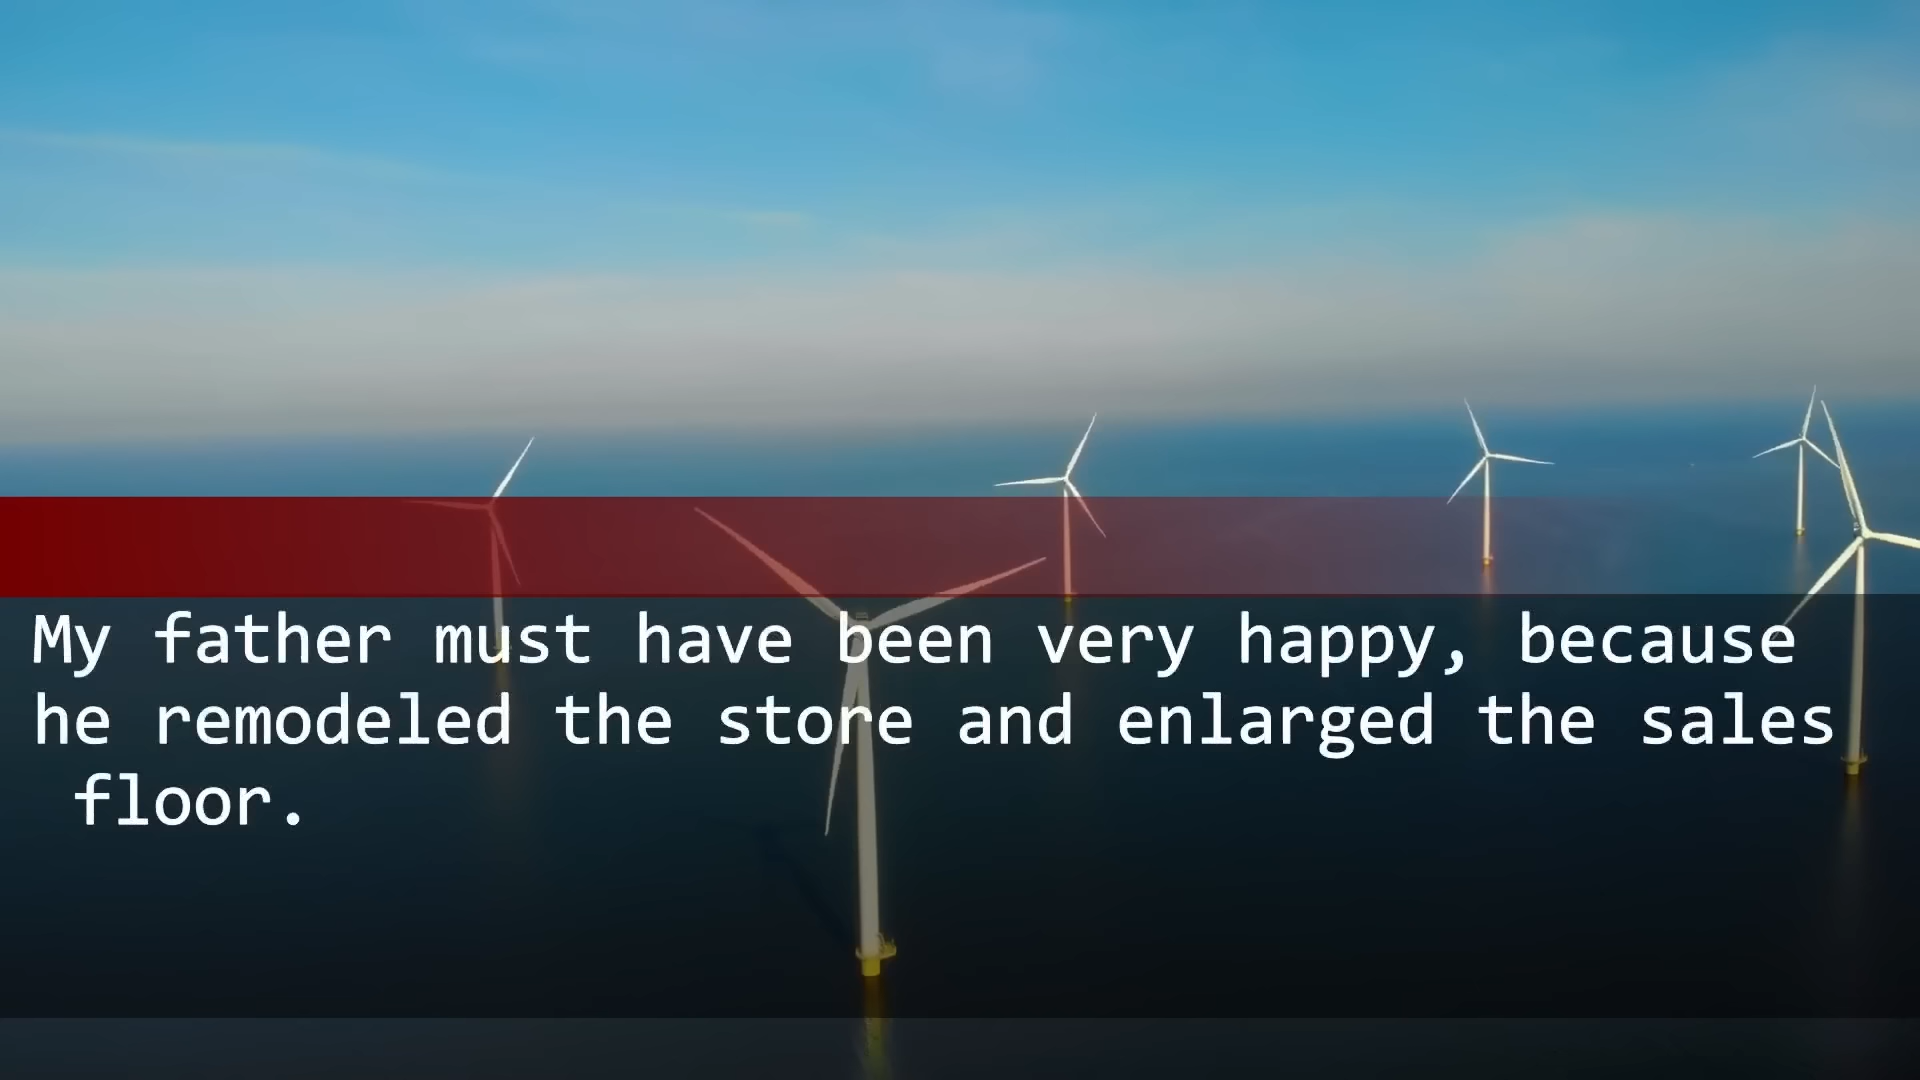 My father must have been very happy, because
he remodeled the store and enlarged the sales
floor.